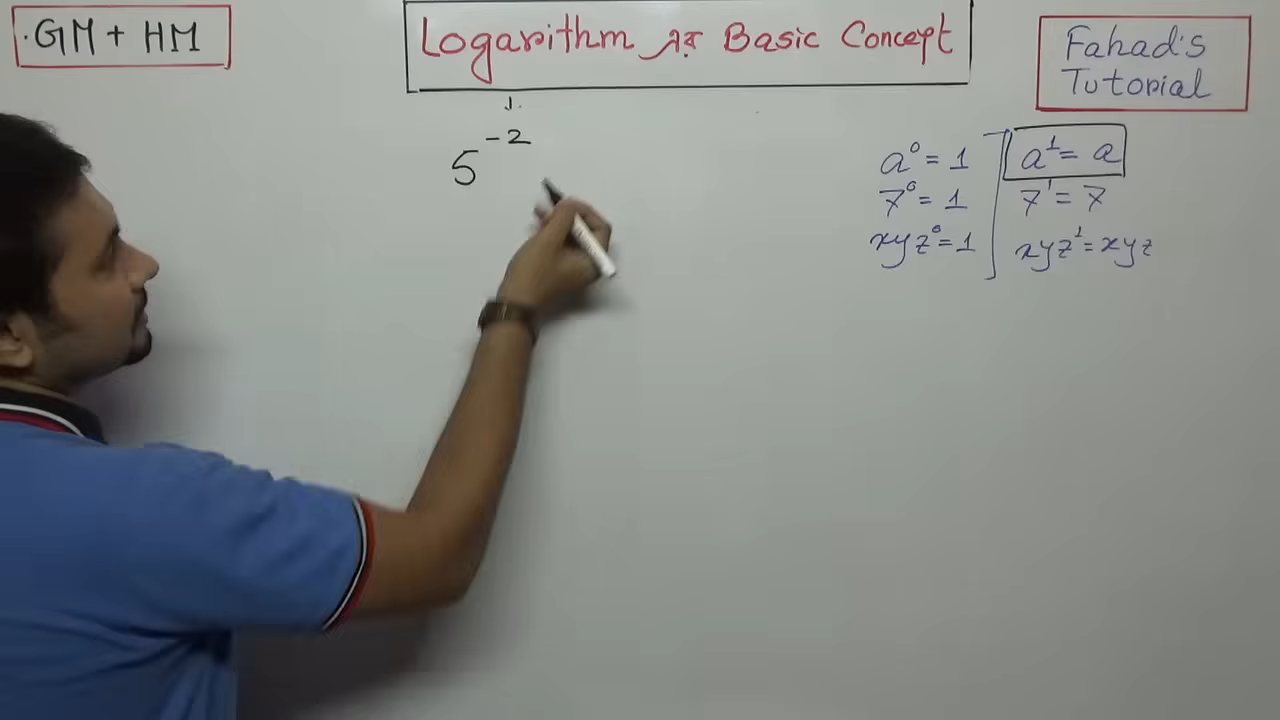 GM + HM
Logarithm এর Basic Concept
Fahad's
Tutorial
5⁻²
a⁰ = 1
7⁰ = 1
xyz⁰ = 1
a¹ = a
7¹ = 7
xyz¹ = xyz